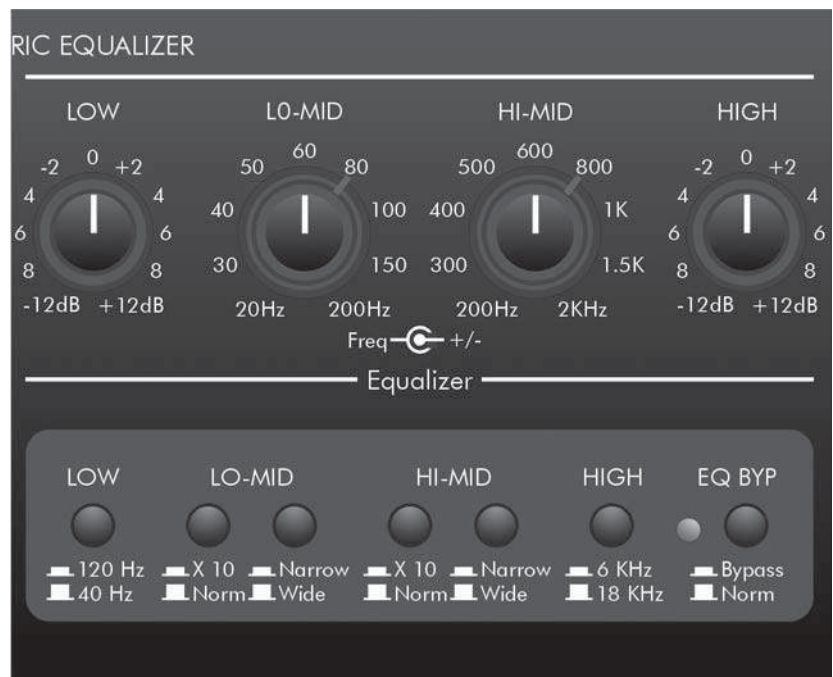 RIC EQUALIZER
LOW L0-MID HI-MID HIGH
-2 0 +2 50 60 80 500 600 800 -2 0 +2
4 4 40 100 400 1K 4 4
6 6 6 6
8 8 30 150 300 1.5K 8 8
-12dB +12dB 20Hz 200Hz 200Hz 2KHz -12dB +12dB
Freq +/-
Equalizer
LOW LO-MID HI-MID HIGH EQ BYP
120 Hz X 10 Narrow X 10 Narrow 6 KHz Bypass
40 Hz Norm Wide Norm Wide 18 KHz Norm